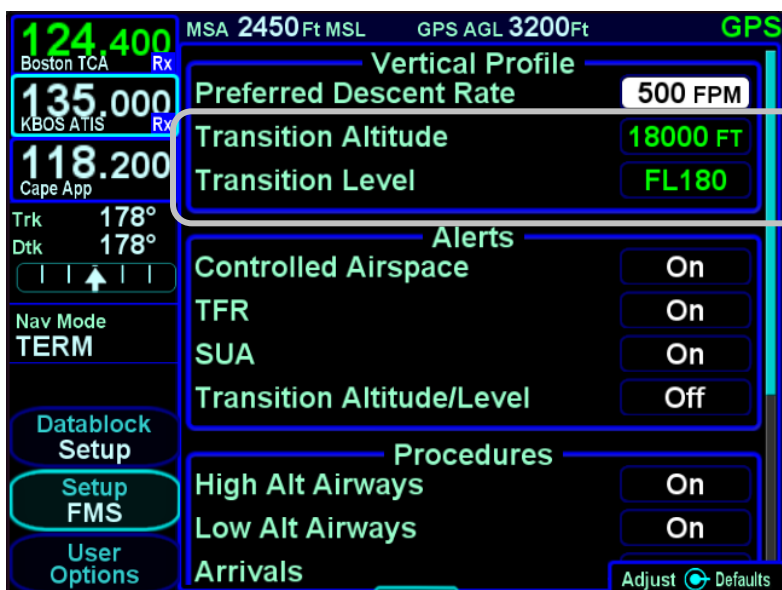 MSA 2450 Ft MSL GPS AGL 3200Ft GPS
124.400
Boston TCA Rx
135.000
KBOS ATIS Rx
118.200
Cape App
Trk 178°
Dtk 178°
Nav Mode
TERM
Datablock
Setup
Setup
FMS
User
Options
Vertical Profile
Preferred Descent Rate 500 FPM
Transition Altitude 18000 FT
Transition Level FL180
Alerts
Controlled Airspace On
TFR On
SUA On
Transition Altitude/Level Off
Procedures
High Alt Airways On
Low Alt Airways On
Arrivals
Adjust Defaults